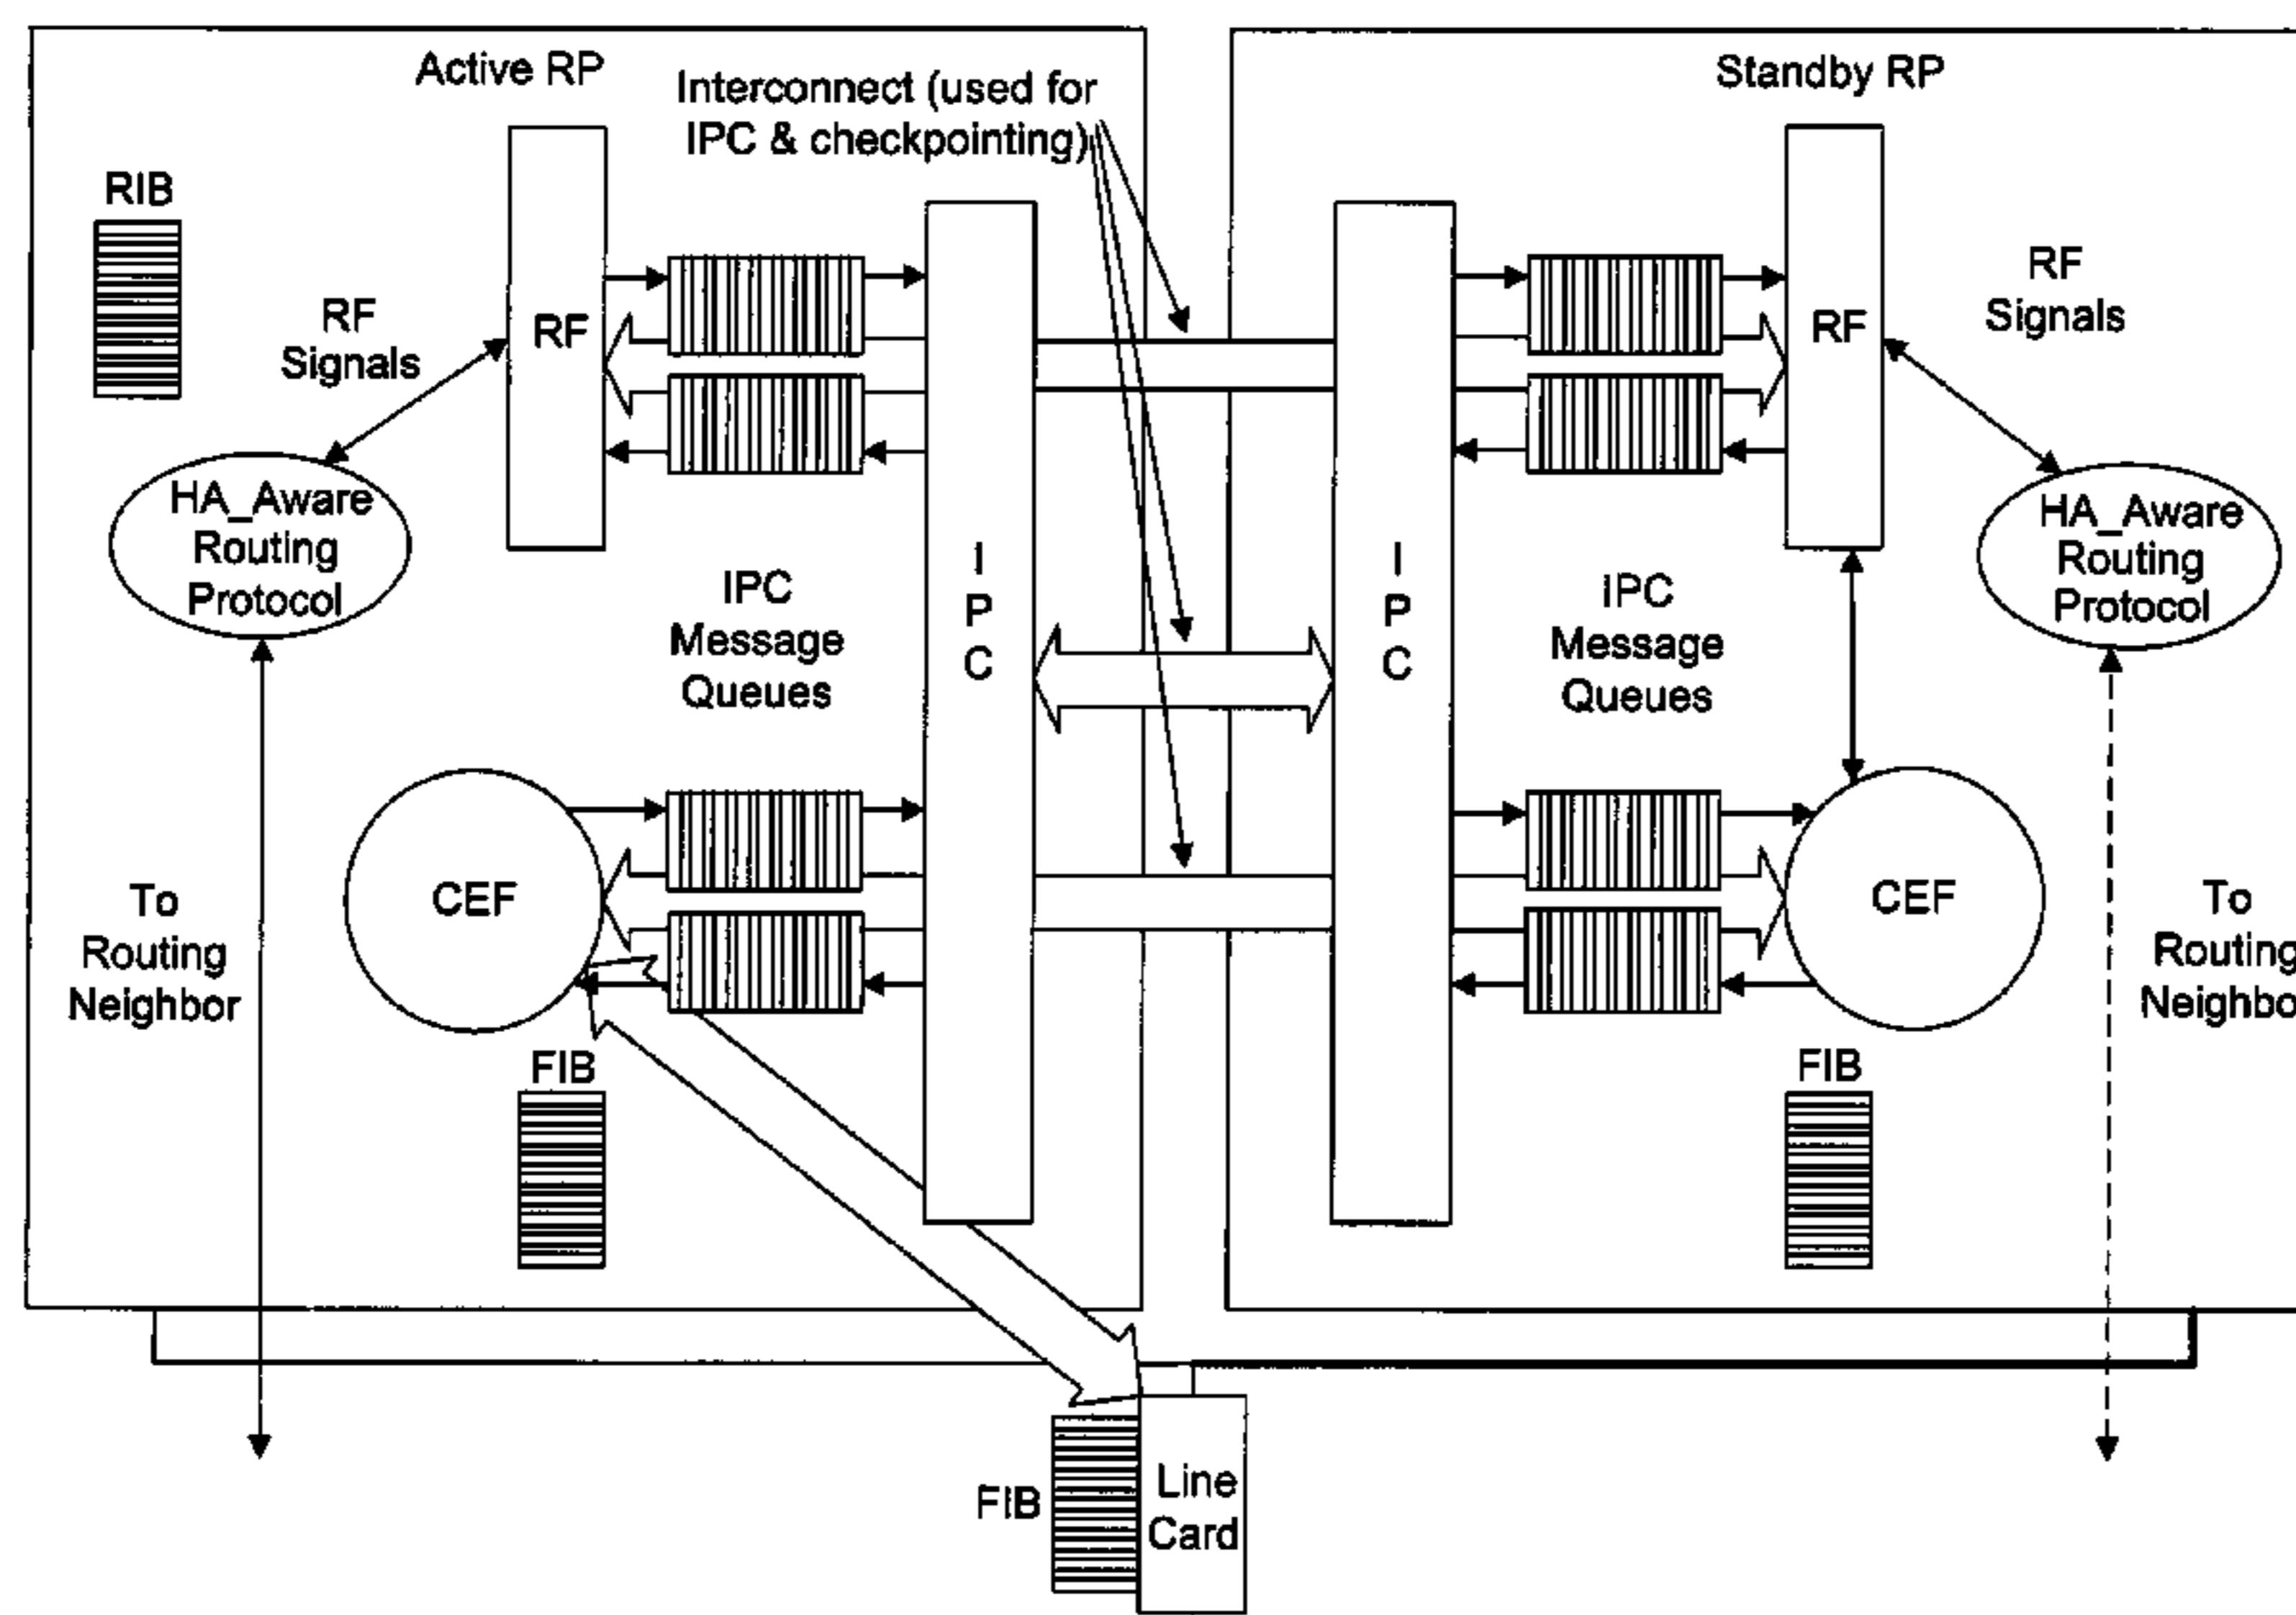 Active RP
Interconnect (used for
IPC & checkpointing)
Standby RP
RIB
RF
Signals
RF
RF
RF
Signals
HA_Aware
Routing
Protocol
IPC
Message
Queues
I
P
C
I
P
C
IPC
Message
Queues
HA_Aware
Routing
Protocol
To
Routing
Neighbor
CEF
CEF
To
Routing
Neighbo
FIB
FIB
FIB
Line
Card